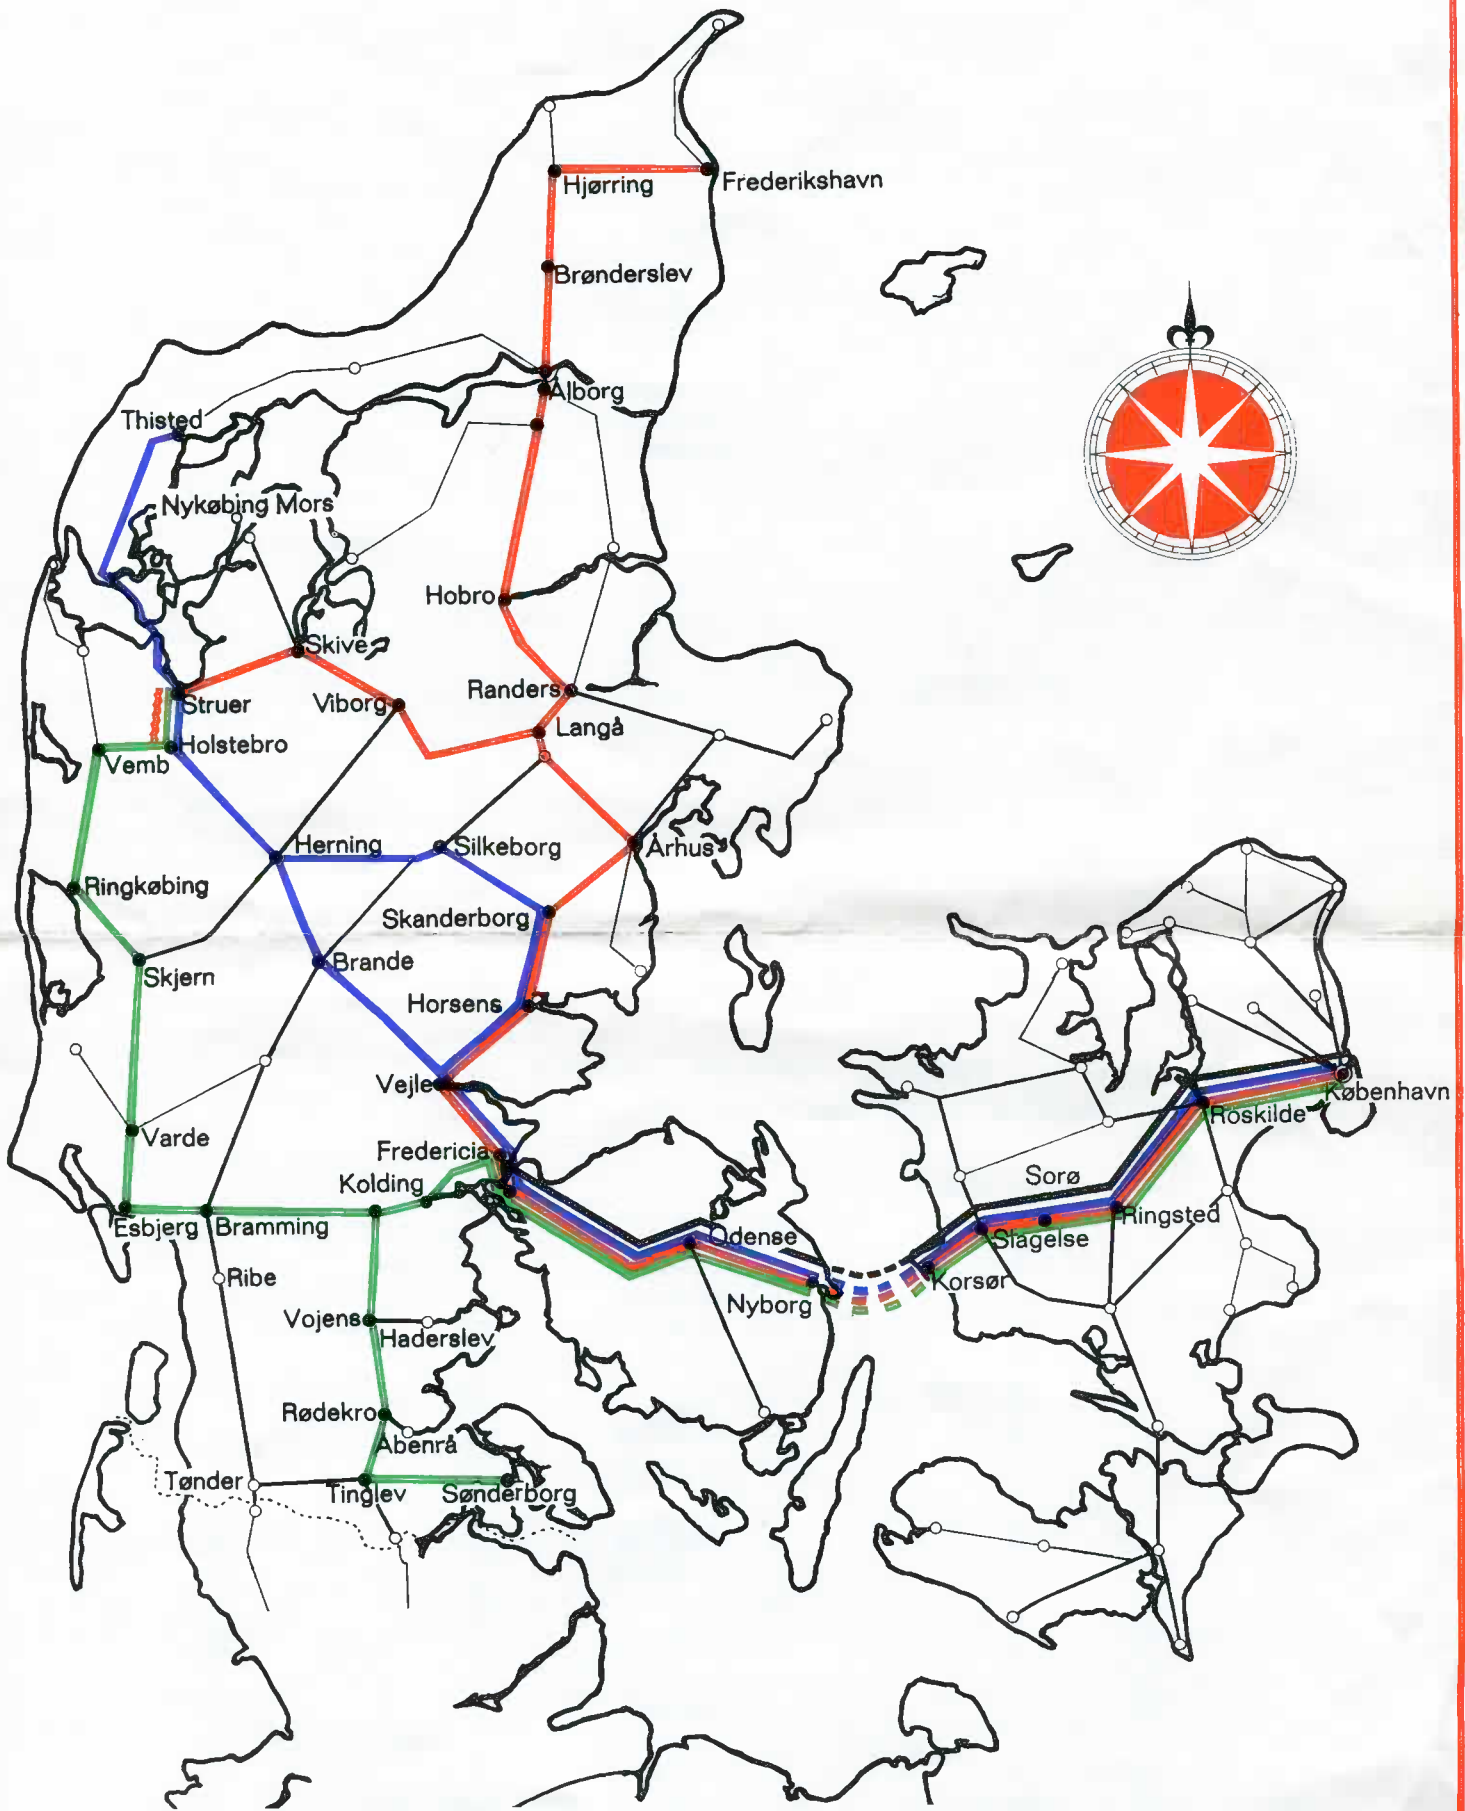 Hjørring
Frederikshavn
Brønderslev
Ålborg
Thisted
Nykøbing Mors
Hobro
Skive
Randers
Struer
Viborg
Langå
Holstebro
Vemb
Herning
Silkeborg
Århus
Ringkøbing
Skanderborg
Skjern
Brande
Horsens
Vejle
København
Roskilde
Varde
Fredericia
Kolding
Sorø
Esbjerg
Bramming
Ringsted
Odense
Slagelse
Ribe
Korsør
Nyborg
Vojens
Haderslev
Rødekro
Åbenrå
Tønder
Tinglev
Sønderborg